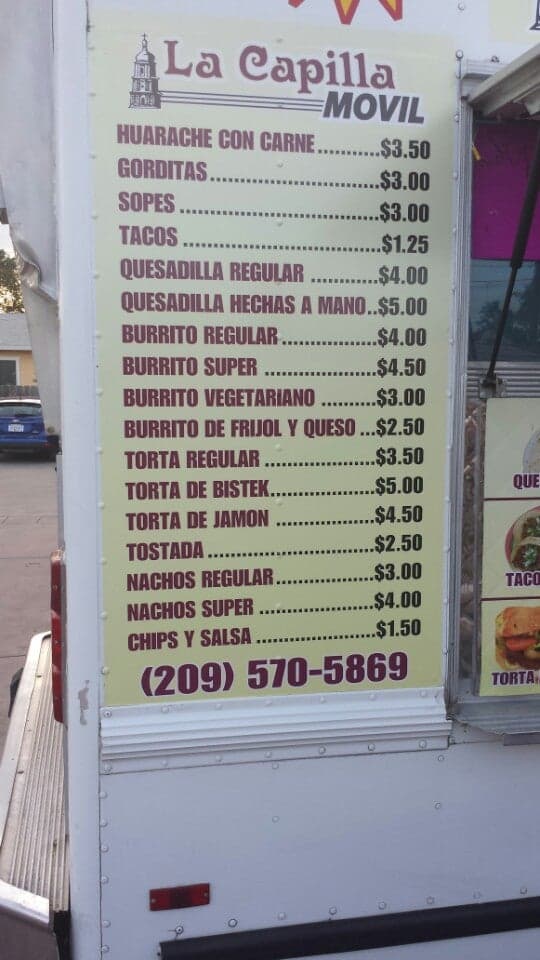 La Capilla
MOVIL
HUARACHE CON CARNE...........$3.50
GORDITAS..............................$3.00
SOPES ...................................$3.00
TACOS ...................................$1.25
QUESADILLA REGULAR ............$4.00
QUESADILLA HECHAS A MANO..$5.00
BURRITO REGULAR.................$4.00
BURRITO SUPER ....................$4.50
BURRITO VEGETARIANO ..........$3.00
BURRITO DE FRIJOL Y QUESO ...$2.50
TORTA REGULAR ....................$3.50
TORTA DE BISTEK...................$5.00
TORTA DE JAMON ..................$4.50
TOSTADA ..............................$2.50
NACHOS REGULAR.................$3.00
NACHOS SUPER ....................$4.00
CHIPS Y SALSA .....................$1.50
(209) 570-5869
QUE
TACO
TORTA